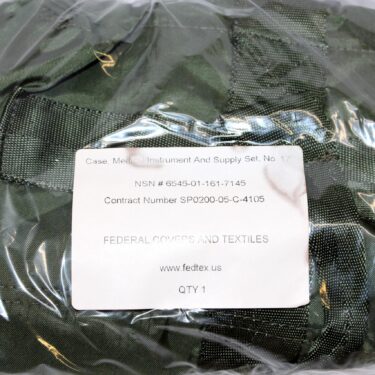 Case, Medical Instrument And Supply Set, No. 17
NSN # 6545-01-161-7145
Contract Number SP0200-05-C-4105
FEDERAL COVERS AND TEXTILES
www.fedtex.us
QTY 1